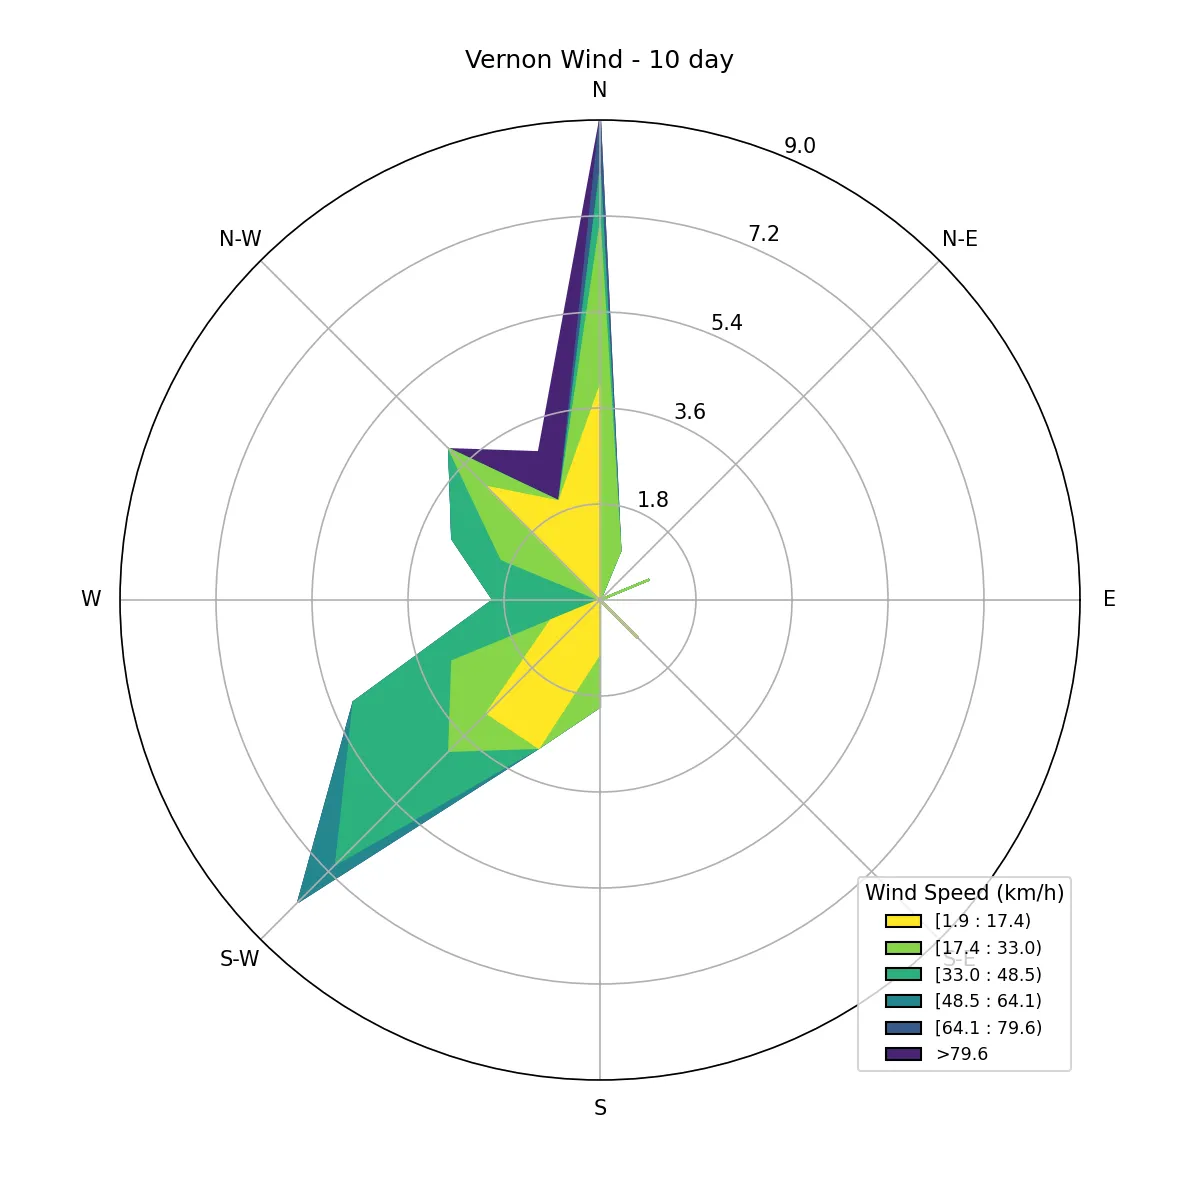 Vernon Wind - 10 day
N
9.0
N-W
7.2
N-E
5.4
3.6
1.8
W
E
Wind Speed (km/h)
[1.9 : 17.4)
[17.4 : 33.0)
S-W
S-E
[33.0 : 48.5)
[48.5 : 64.1)
[64.1 : 79.6)
>79.6
S